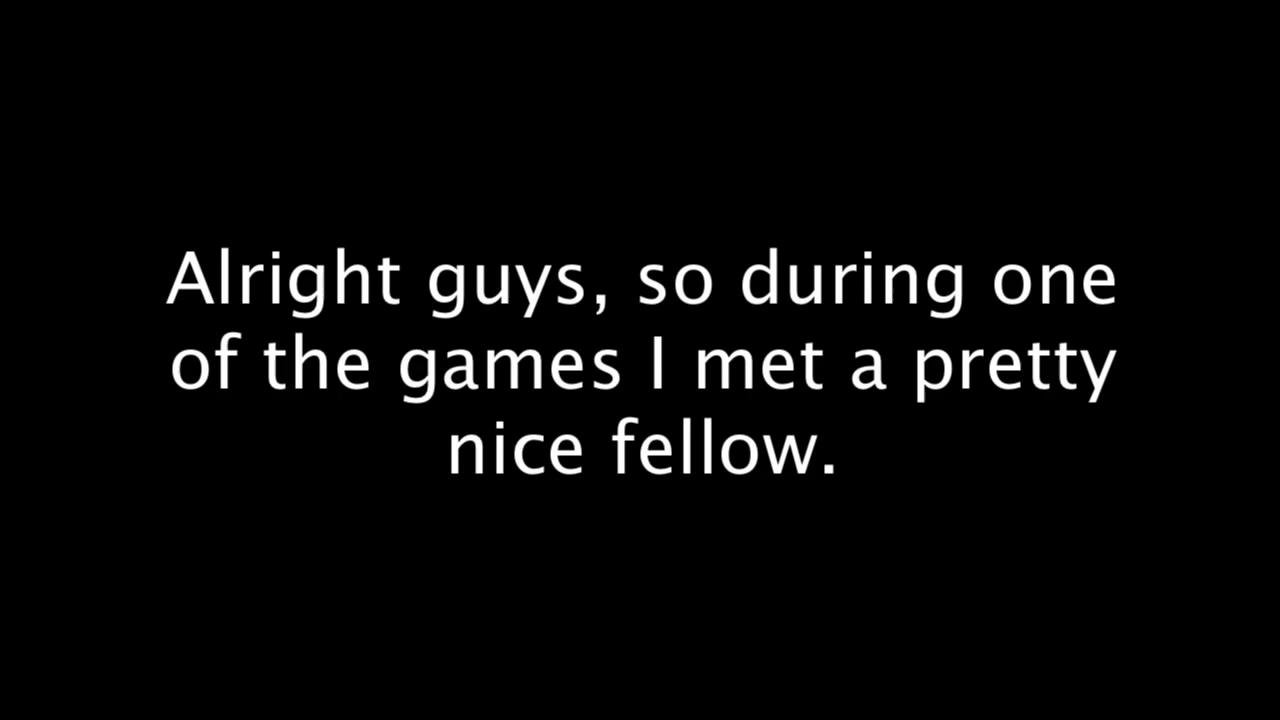 Alright guys, so during one
of the games I met a pretty
nice fellow.